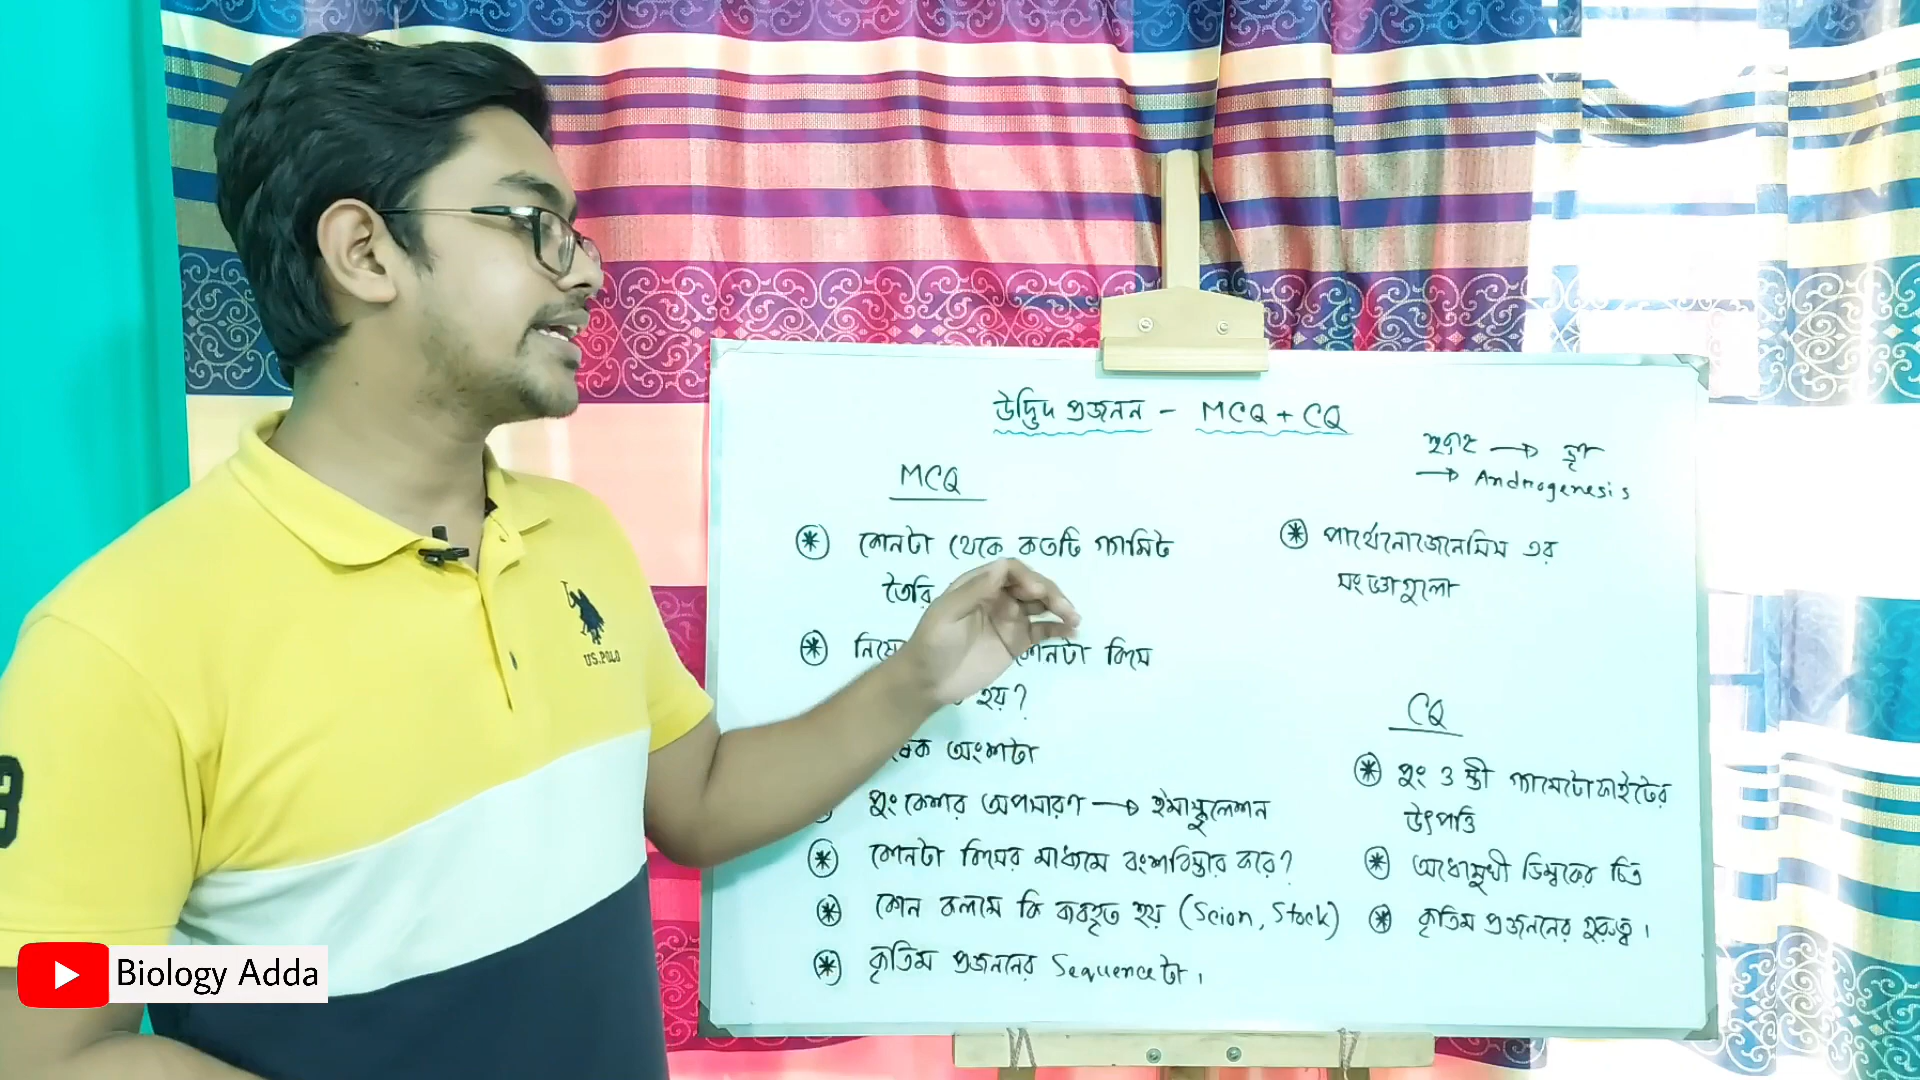 উদ্ভিদ প্রজনন - MCQ + CQ
শুক্রাণু → ভ্রূণ
→ Androgenesis
MCQ
* কোনটা থেকে কতটি গ্যামিট
তৈরি
* পার্থেনোজেনেসিস এর
সংজ্ঞাগুলো
* কোনটা কিসে
হয়?
অংশটা
পুং কেশর অপসারণ → ইমাস্কুলেশন
* কোনটা কিসের মাধ্যমে বংশবিস্তার করে?
* কোন কলমে কি ব্যবহৃত হয় (Scion, Stock)
* কৃত্রিম প্রজননের Sequence টা।
CQ
* পুং ও স্ত্রী গ্যামেটোফাইটের
উৎপত্তি
* অধোমুখী ডিম্বকের চিত্র
* কৃত্রিম প্রজননের গুরুত্ব।
U.S. POLO
3
Biology Adda